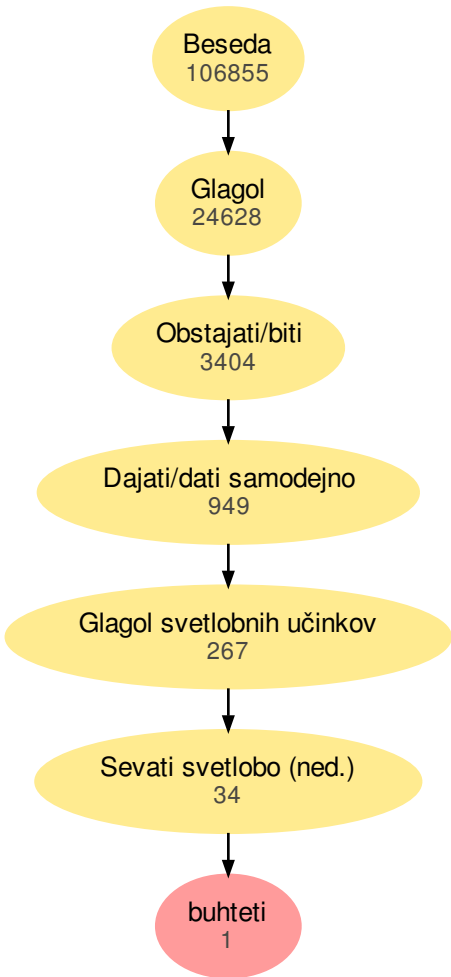 Beseda
106855
Glagol
24628
Obstajati/biti
3404
Dajati/dati samodejno
949
Glagol svetlobnih učinkov
267
Sevati svetlobo (ned.)
34
buhteti
1